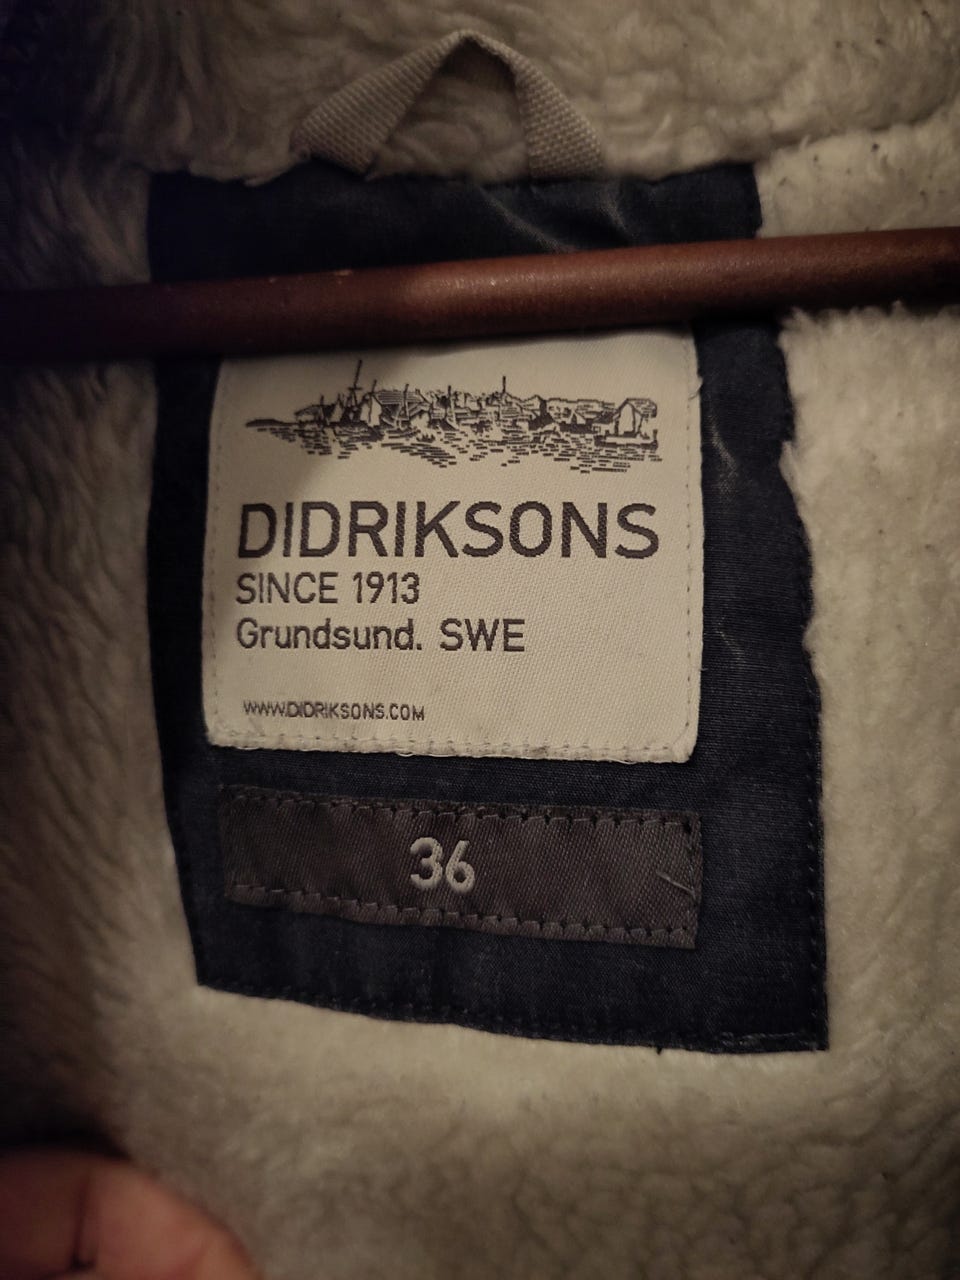 DIDRIKSONS
SINCE 1913
Grundsund. SWE
WWW.DIDRIKSONS.COM
36